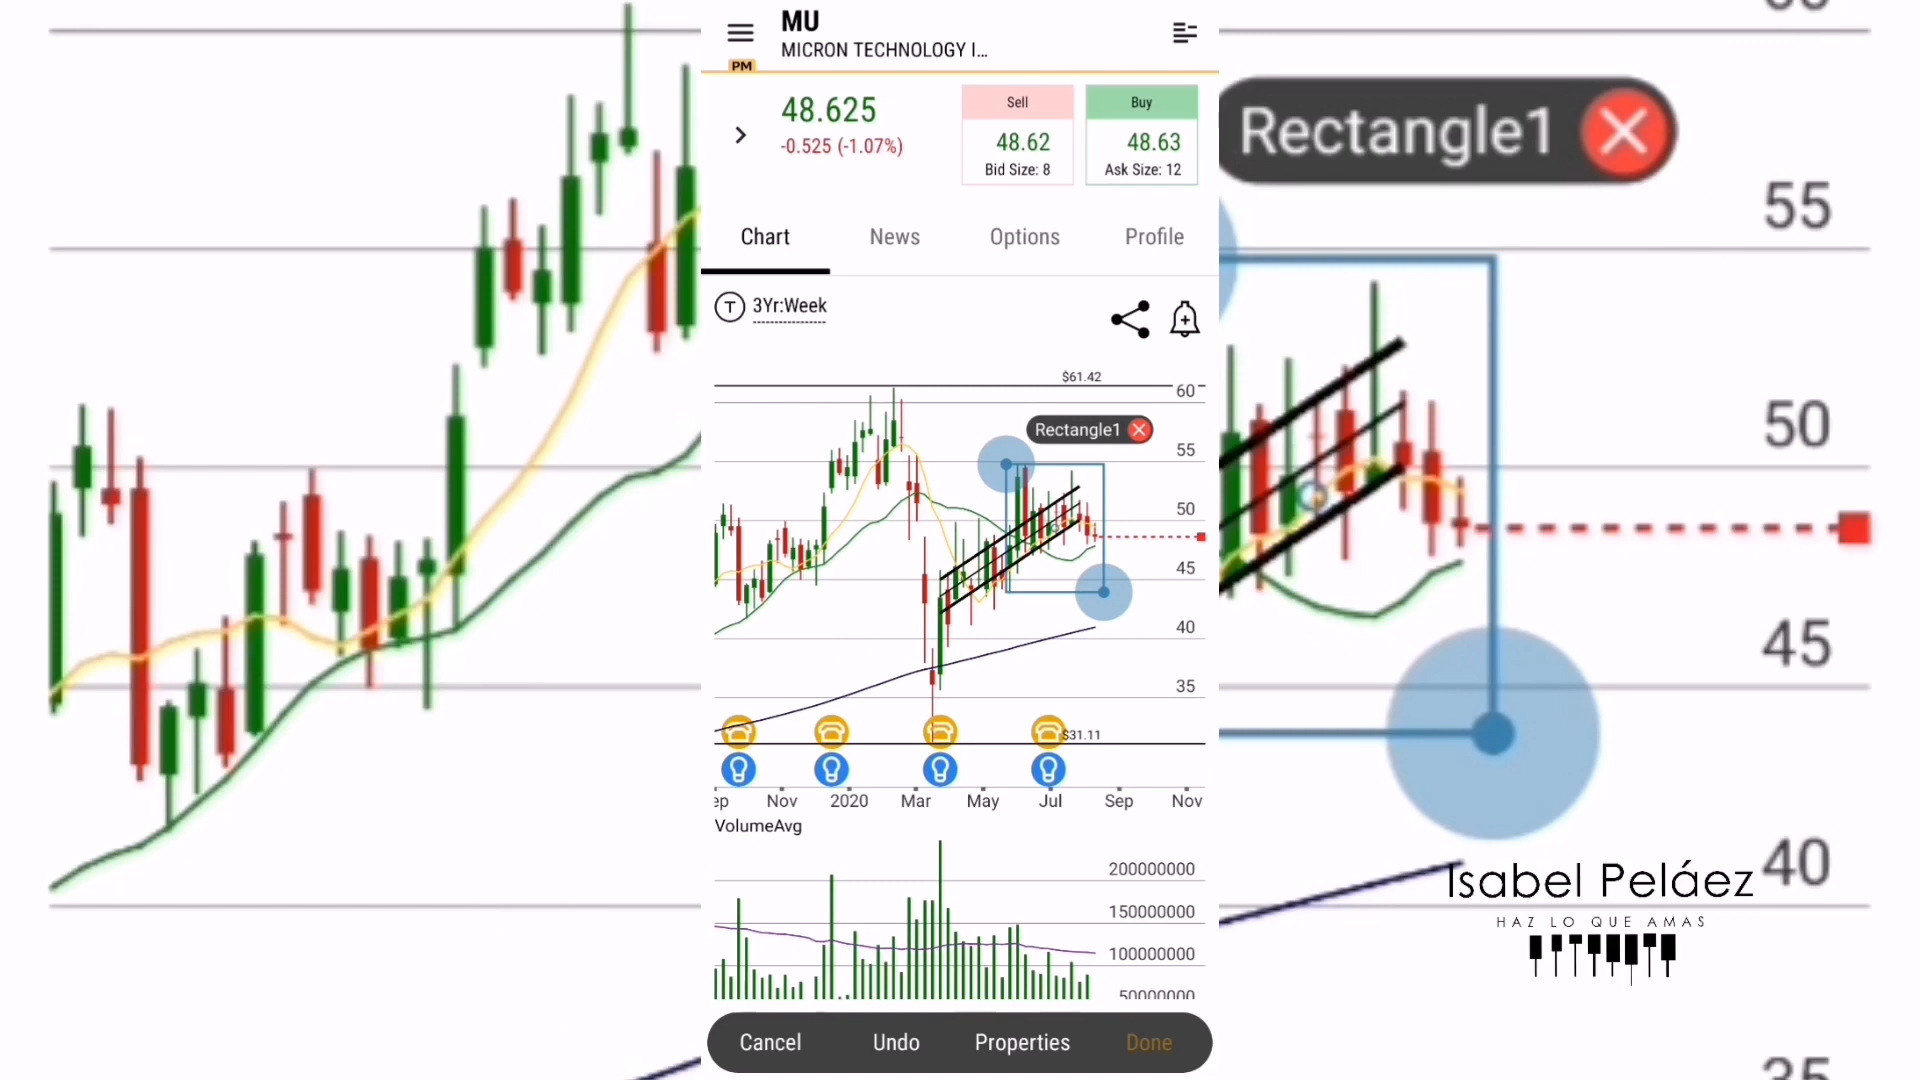 MU
MICRON TECHNOLOGY I...
PM
48.625
-0.525 (-1.07%)
Sell
48.62
Bid Size: 8
Buy
48.63
Ask Size: 12
Chart
News
Options
Profile
T
3Yr:Week
$61.42
60
Rectangle1
55
50
45
40
35
$31.11
ep
Nov
2020
Mar
May
Jul
Sep
Nov
VolumeAvg
200000000
150000000
100000000
50000000
Cancel
Undo
Properties
Done
Rectangle1
55
50
45
40
35
Isabel Peláez
HAZ LO QUE AMAS